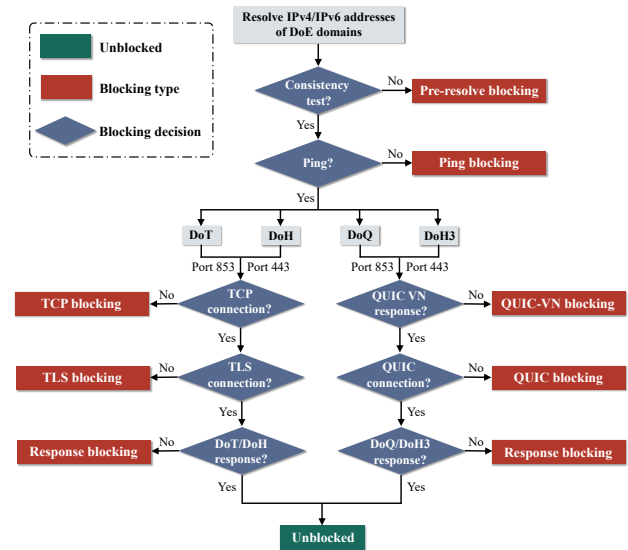 Unblocked
Blocking type
Blocking decision
Resolve IPv4/IPv6 addresses
of DoE domains
Consistency
test?
No
Pre-resolve blocking
Yes
Ping?
No
Ping blocking
Yes
DoT
DoH
DoQ
DoH3
Port 853
Port 443
Port 853
Port 443
TCP blocking
No
TCP
connection?
QUIC VN
response?
No
QUIC-VN blocking
Yes
Yes
TLS blocking
No
TLS
connection?
QUIC
connection?
No
QUIC blocking
Yes
Yes
Response blocking
No
DoT/DoH
response?
DoQ/DoH3
response?
No
Response blocking
Yes
Yes
Unblocked